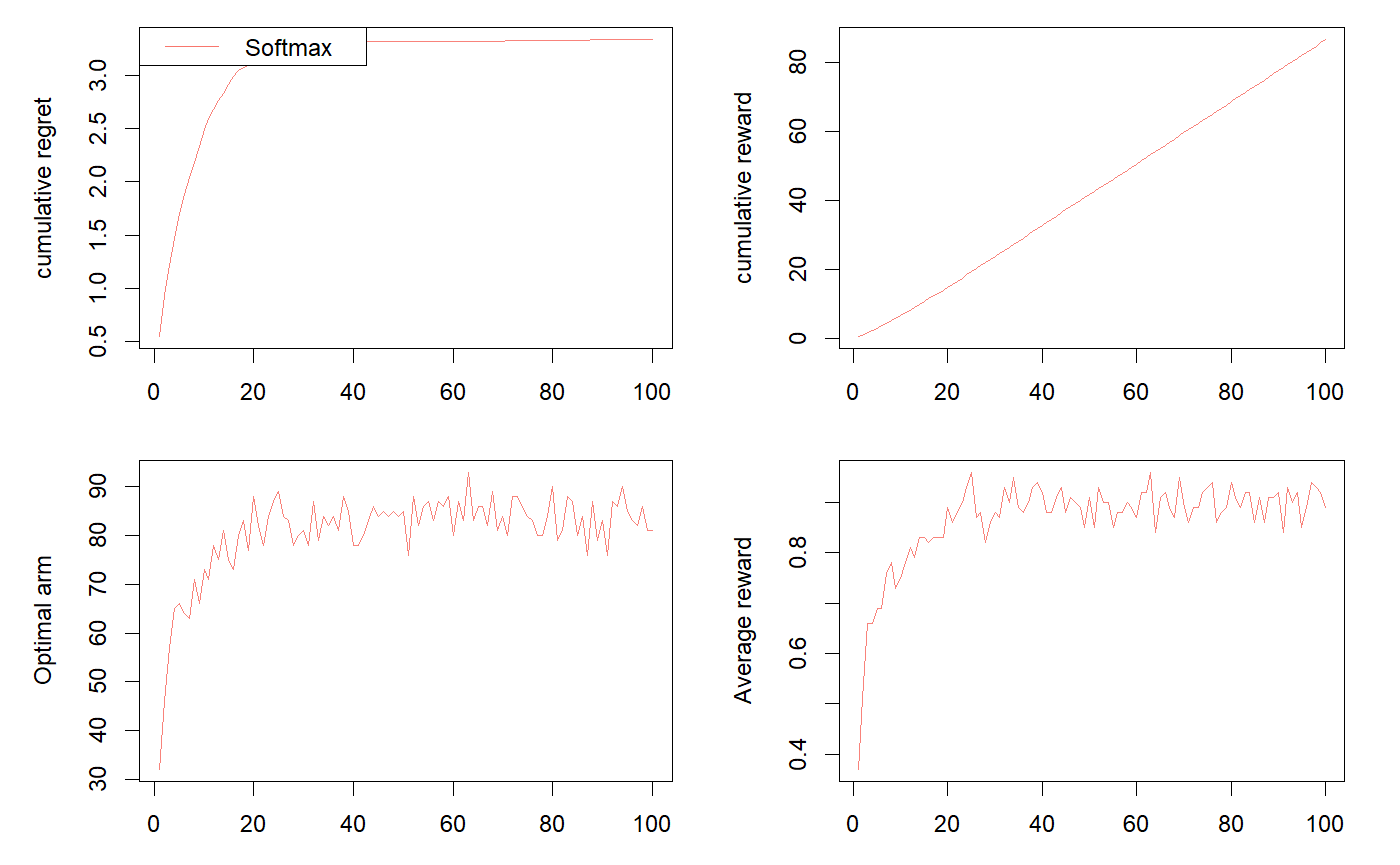 Softmax
cumulative regret
3.0
2.5
2.0
1.5
1.0
0.5
0 20 40 60 80 100
cumulative reward
80
60
40
20
0
0 20 40 60 80 100
Optimal arm
90
80
70
60
50
40
30
0 20 40 60 80 100
Average reward
0.8
0.6
0.4
0 20 40 60 80 100